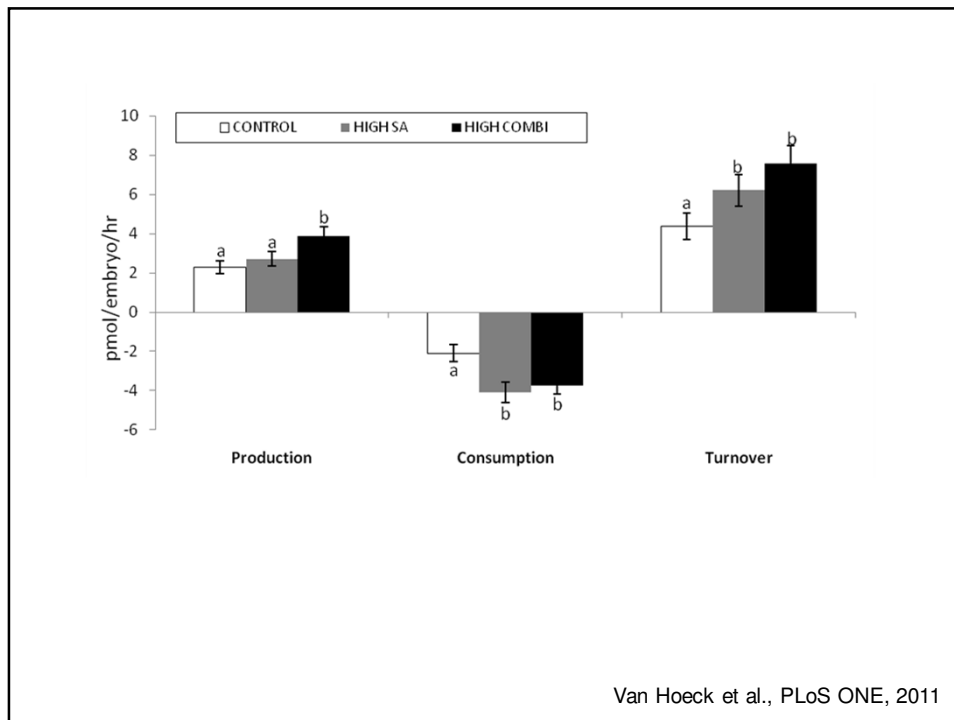 10
CONTROL HIGH SA HIGH COMBI
8
6
4
2
0
-2
-4
-6
pmol/embryo/hr
a a b
a b b
a b b
Production Consumption Turnover
Van Hoeck et al., PLoS ONE, 2011